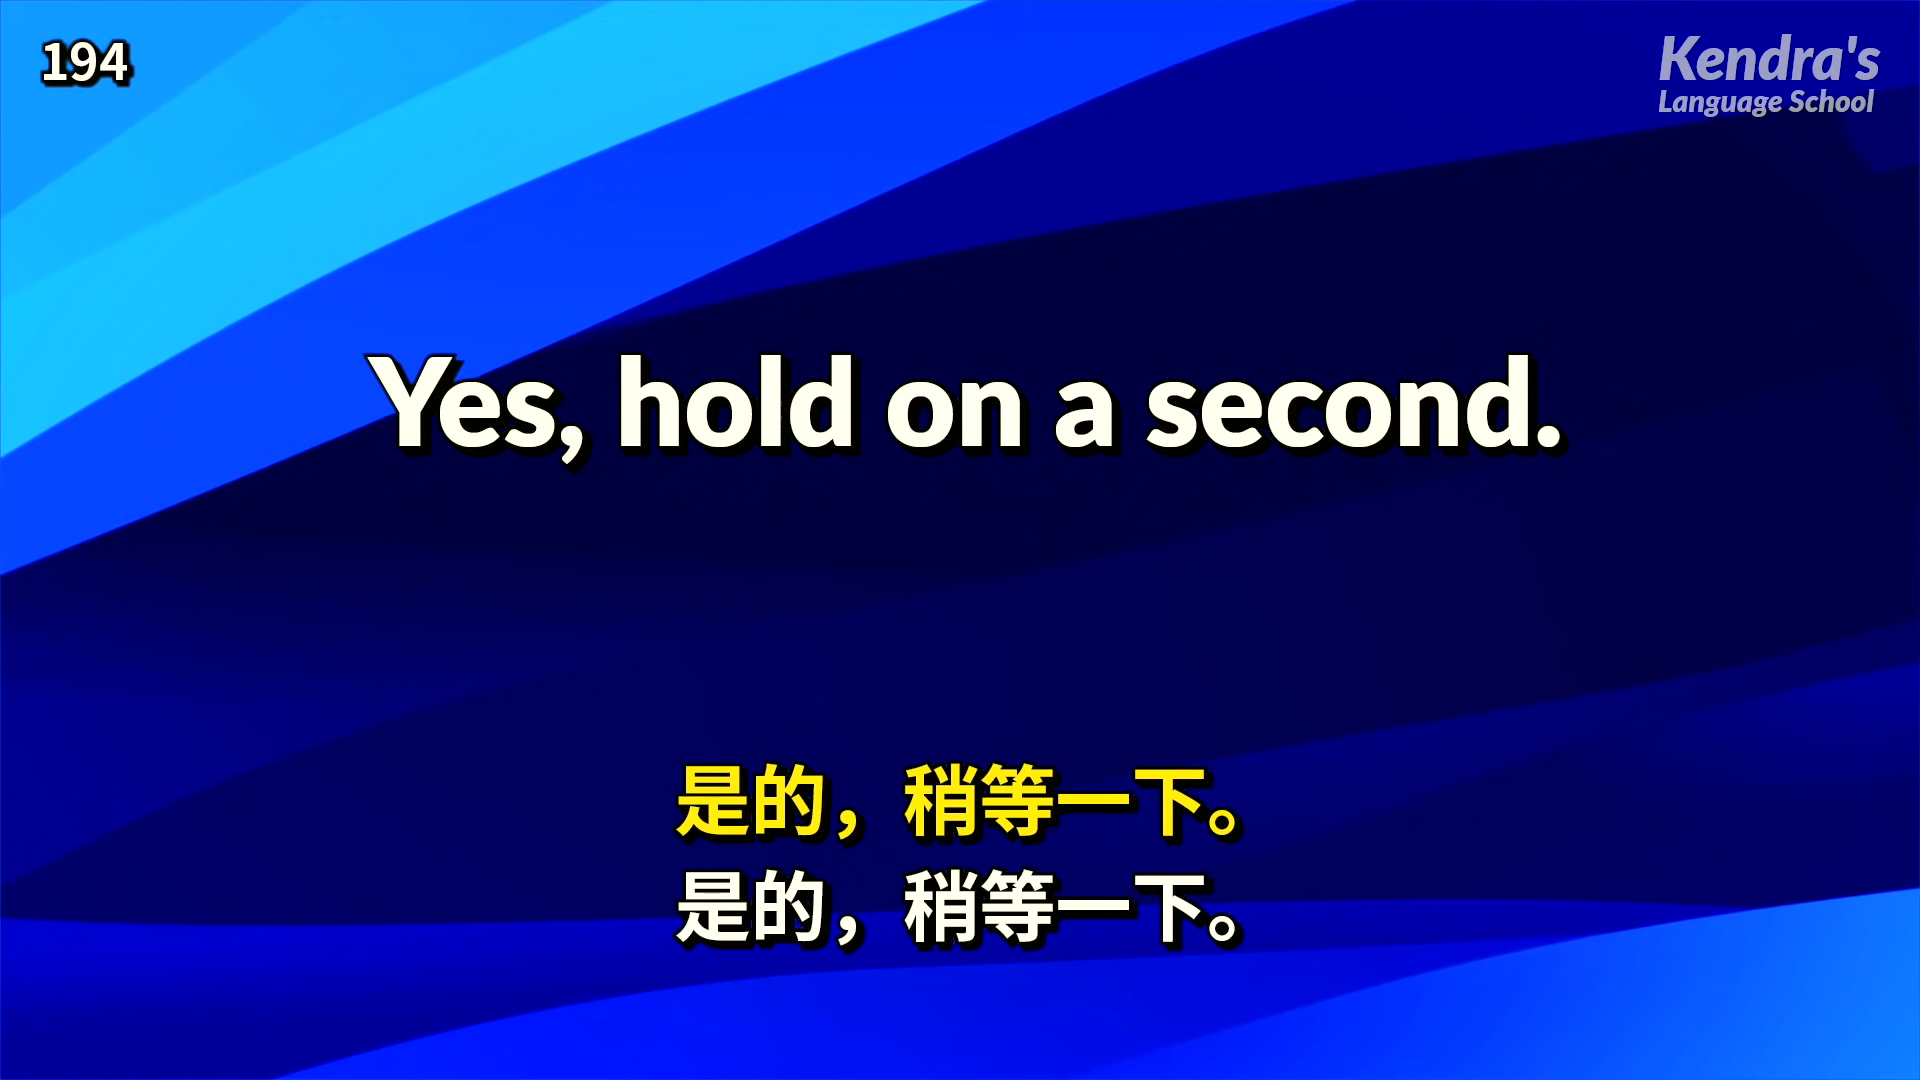 194
Kendra's
Language School
Yes, hold on a second.
是的，稍等一下。
是的，稍等一下。